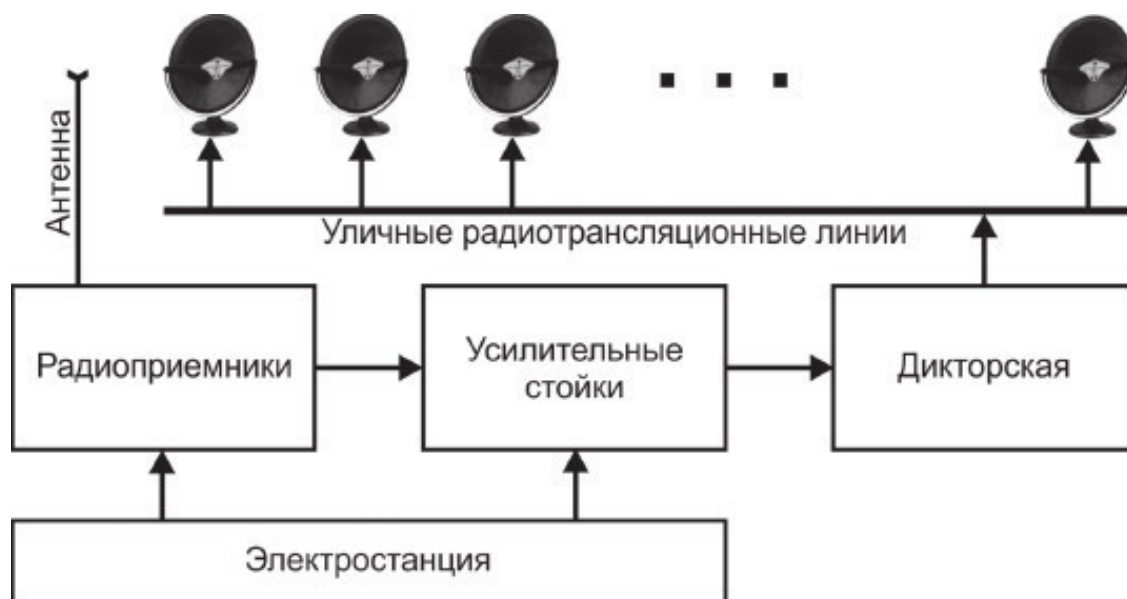 Антенна
Уличные радиотрансляционные линии
Радиоприемники
Усилительные
стойки
Дикторская
Электростанция